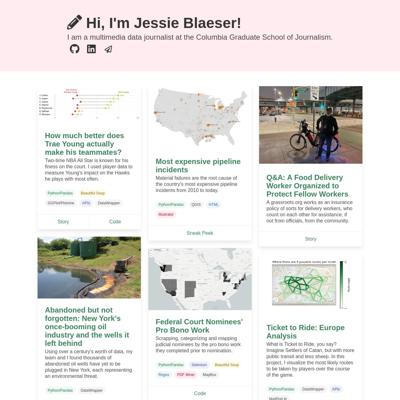 Hi, I'm Jessie Blaeser!
I am a multimedia data journalist at the Columbia Graduate School of Journalism.
How much better does
Trae Young actually
make his teammates?
Two-time NBA All Star is known for his
finesse on the court. I used player data to
measure Young's impact on the Hawks
he plays with most often.
Python/Pandas
Beautiful Soup
GGPlot/Plotnine
APIs
DataWrapper
Story
Code
Most expensive pipeline
incidents
Material failures are the root cause of
the country's most expensive pipeline
incidents from 2010 to today.
Python/Pandas
QGIS
HTML
Illustrator
Sneak Peek
Q&A: A Food Delivery
Worker Organized to
Protect Fellow Workers
A grassroots org works as an insurance
policy of sorts for delivery workers, who
count on each other for assistance, if
not from officials, from the community.
Story
Abandoned but not
forgotten: New York's
once-booming oil
industry and the wells it
left behind
Using over a century's worth of data, my
team and I found thousands of
abandoned oil wells have yet to be
plugged in New York, each representing
an environmental threat.
Python/Pandas
DataWrapper
Federal Court Nominees'
Pro Bono Work
Scrapping, categorizing and mapping
judicial nominees by the pro bono work
they completed prior to nomination.
Python/Pandas
Selenium
Beautiful Soup
Regex
PDF Miner
MapBox
Code
Ticket to Ride: Europe
Analysis
What is Ticket to Ride, you say?
Imagine Settlers of Catan, but with more
public transit and less sheep. In this
project, I visualize the most likely routes
to be taken by players over the course
of the game.
Python/Pandas
DataWrapper
APIs